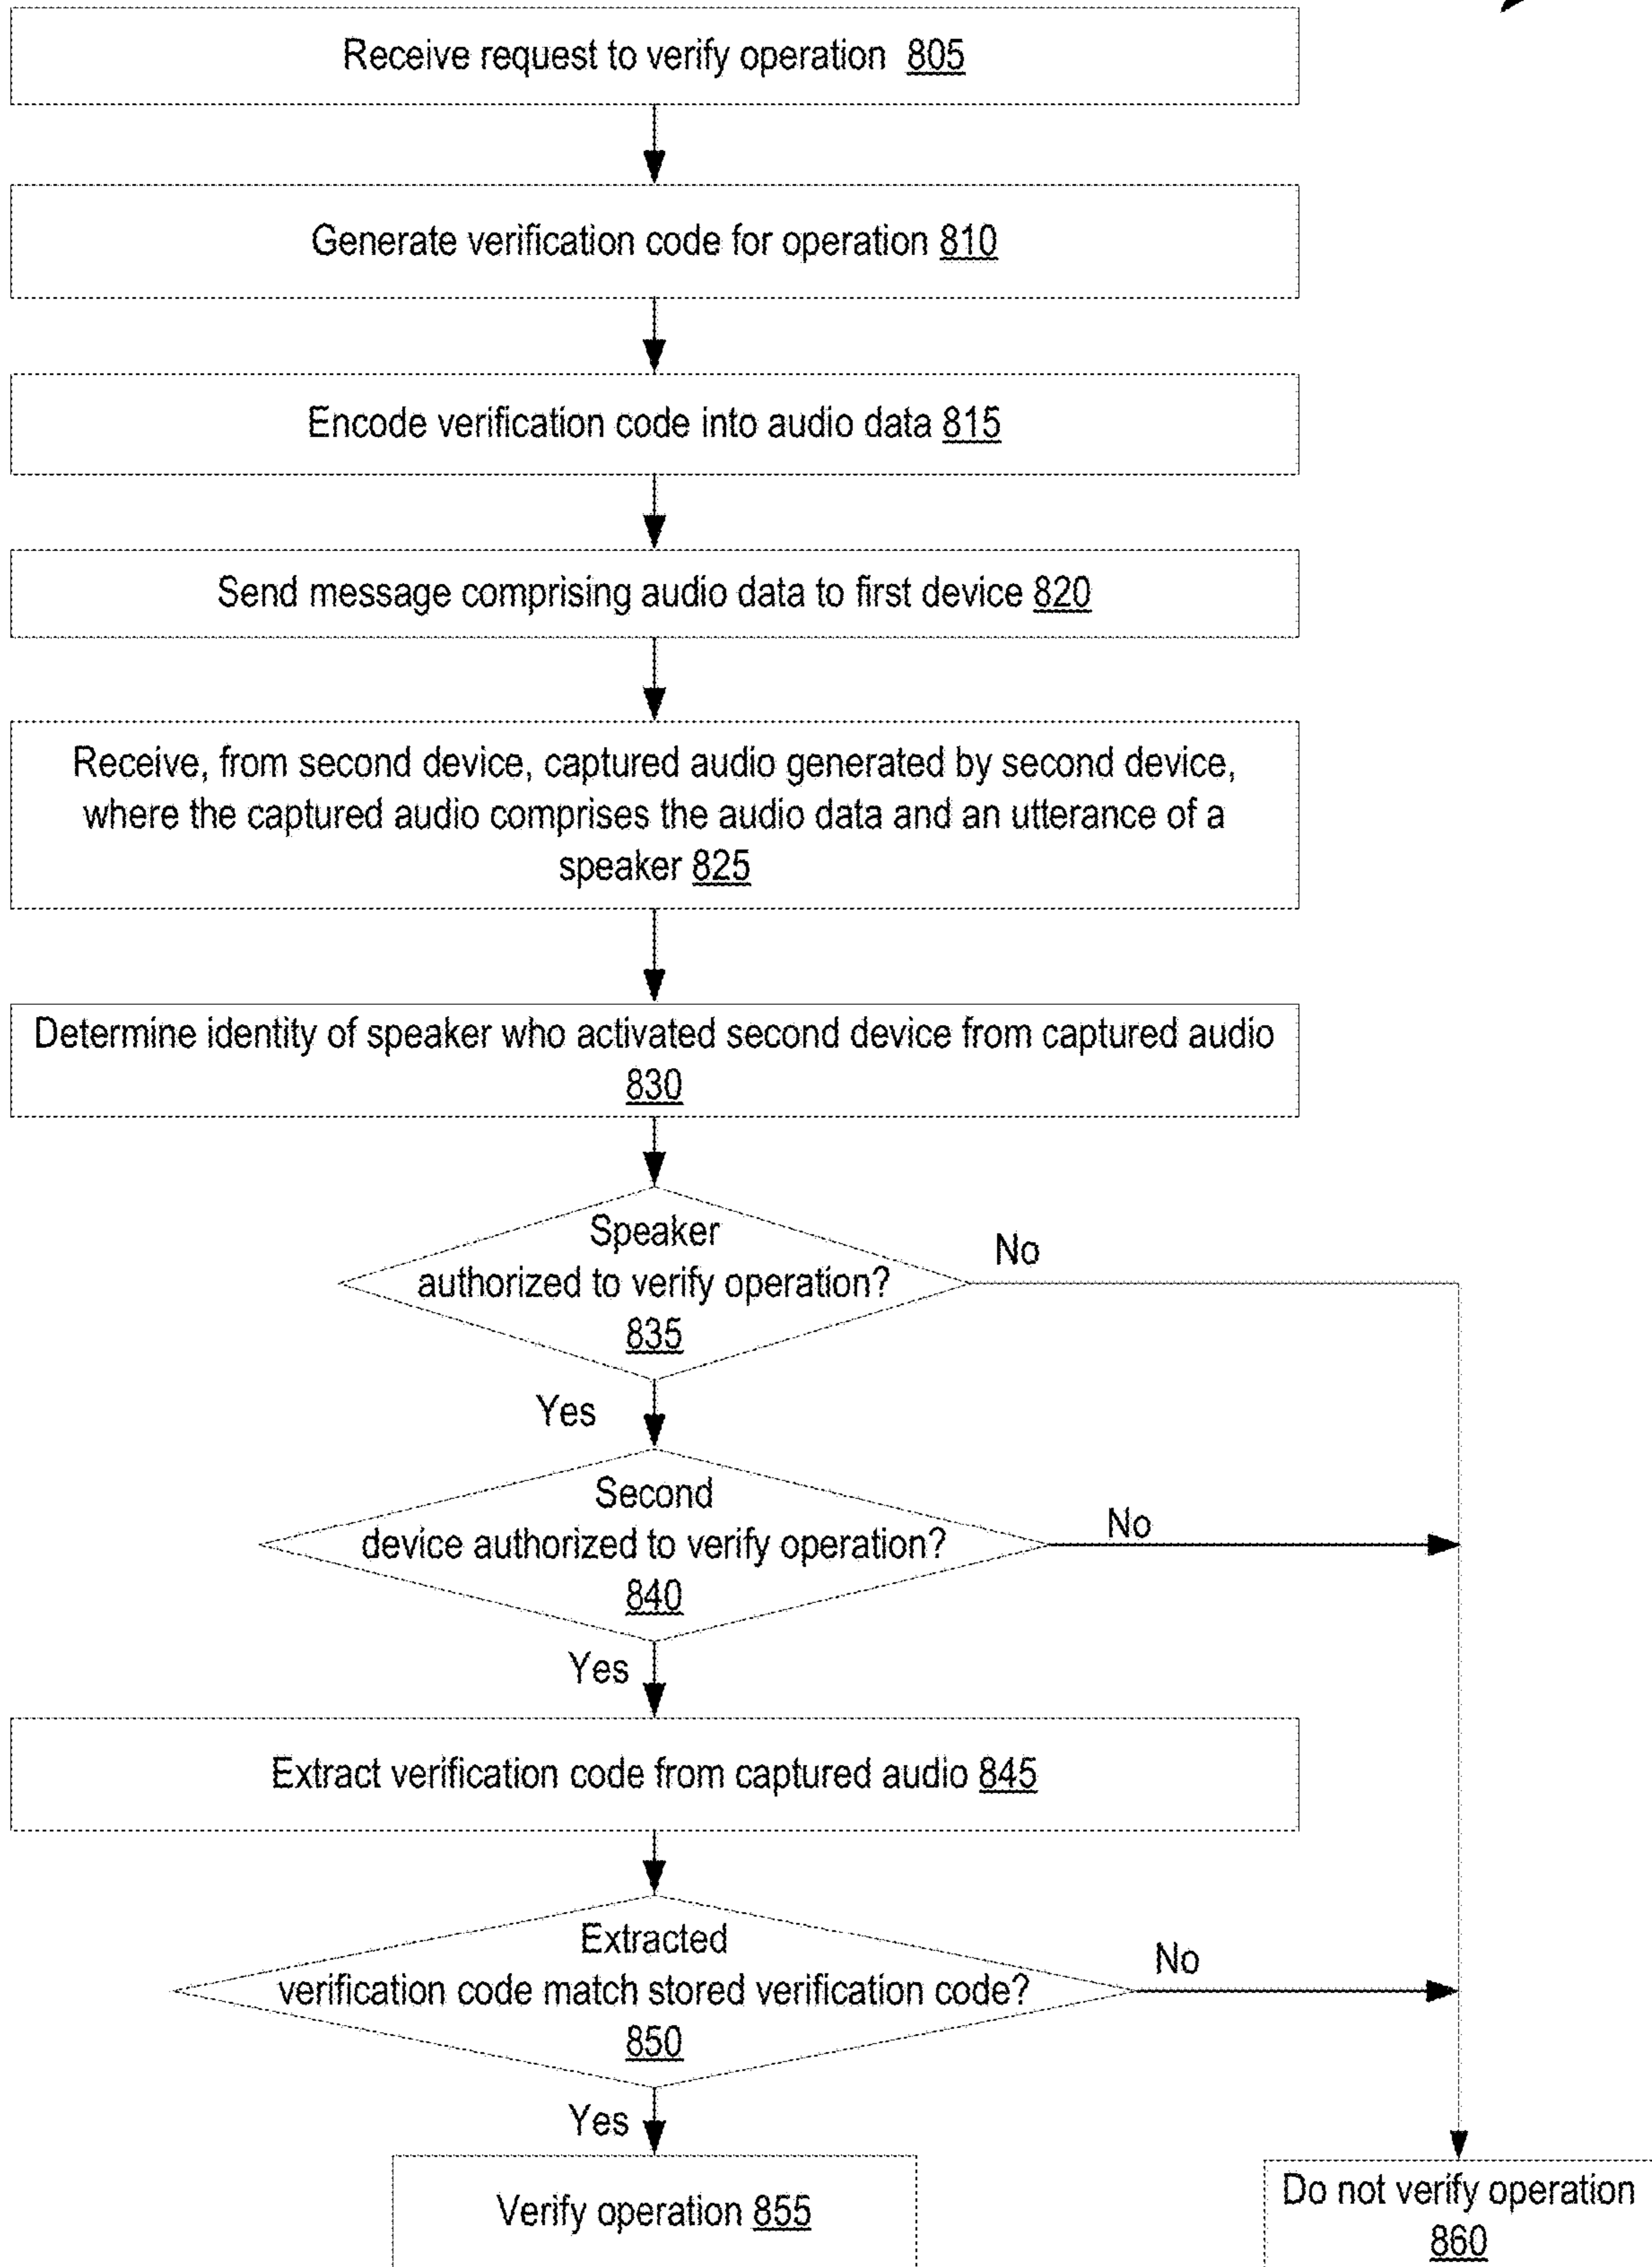 Receive request to verify operation 805
Generate verification code for operation 810
Encode verification code into audio data 815
Send message comprising audio data to first device 820
Receive, from second device, captured audio generated by second device,
where the captured audio comprises the audio data and an utterance of a
speaker 825
Determine identity of speaker who activated second device from captured audio
830
Speaker
authorized to verify operation?
835
No
Yes
Second
device authorized to verify operation?
840
No
Yes
Extract verification code from captured audio 845
Extracted
verification code match stored verification code?
850
No
Yes
Verify operation 855
Do not verify operation
860